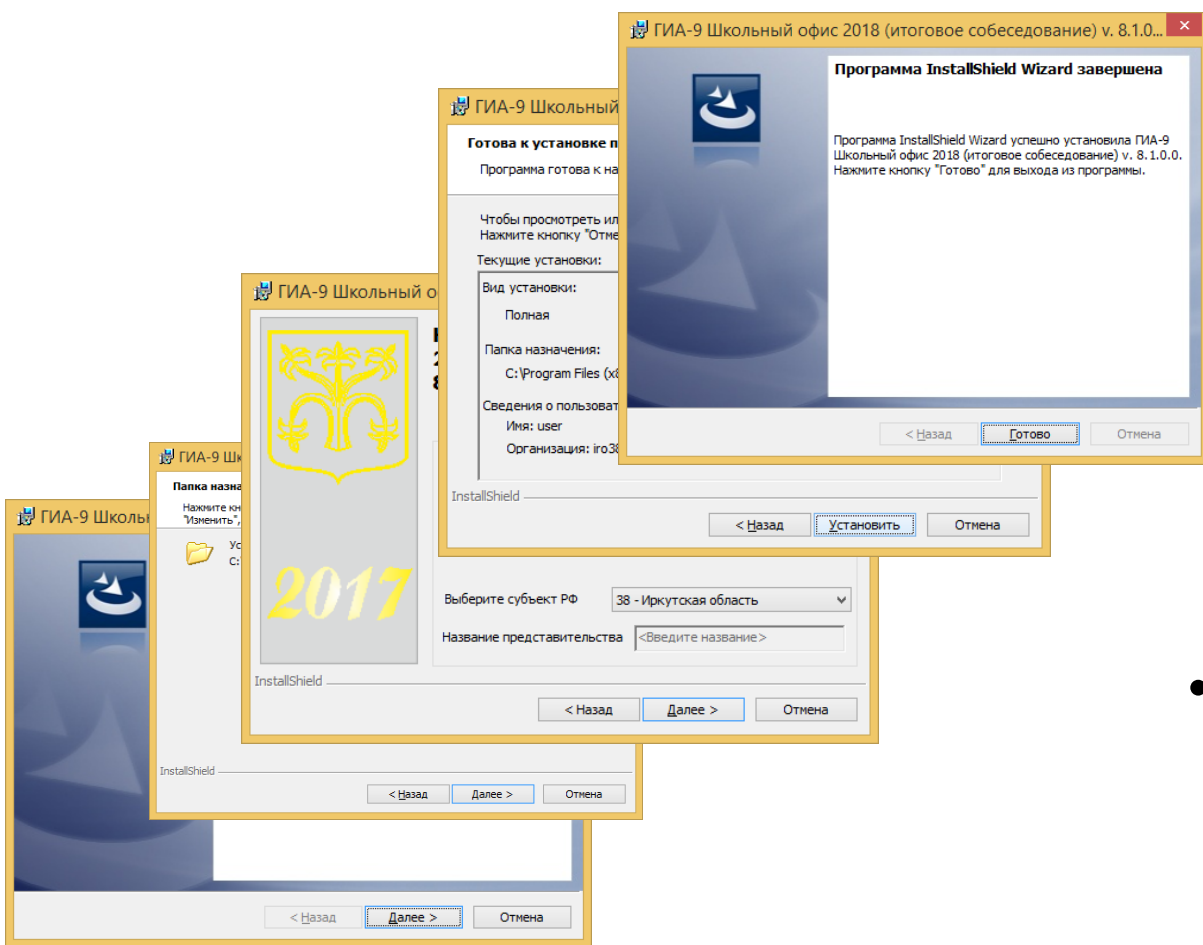 ГИА-9 Школьный офис 2018 (итоговое собеседование) v. 8.1.0...
Программа InstallShield Wizard завершена
Программа InstallShield Wizard успешно установила ГИА-9
Школьный офис 2018 (итоговое собеседование) v. 8.1.0.0.
Нажмите кнопку "Готово" для выхода из программы.
< Назад
Готово
Отмена
ГИА-9 Школьный
Готова к установке п
Программа готова к на
Чтобы просмотреть ил
Нажмите кнопку "Отме
Текущие установки:
Вид установки:
Полная
Папка назначения:
C:\Program Files (x8
Сведения о пользоват
Имя: user
Организация: iro38
InstallShield
< Назад
Установить
Отмена
ГИА-9 Школьный о
2017
Выберите субъект РФ
38 - Иркутская область
Название представительства
<Введите название>
InstallShield
< Назад
Далее >
Отмена
ГИА-9 Шк
Папка назна
Нажмите кн
"Изменить",
Ус
C:
InstallShield
< Назад
Далее >
Отмена
ГИА-9 Школь
< Назад
Далее >
Отмена